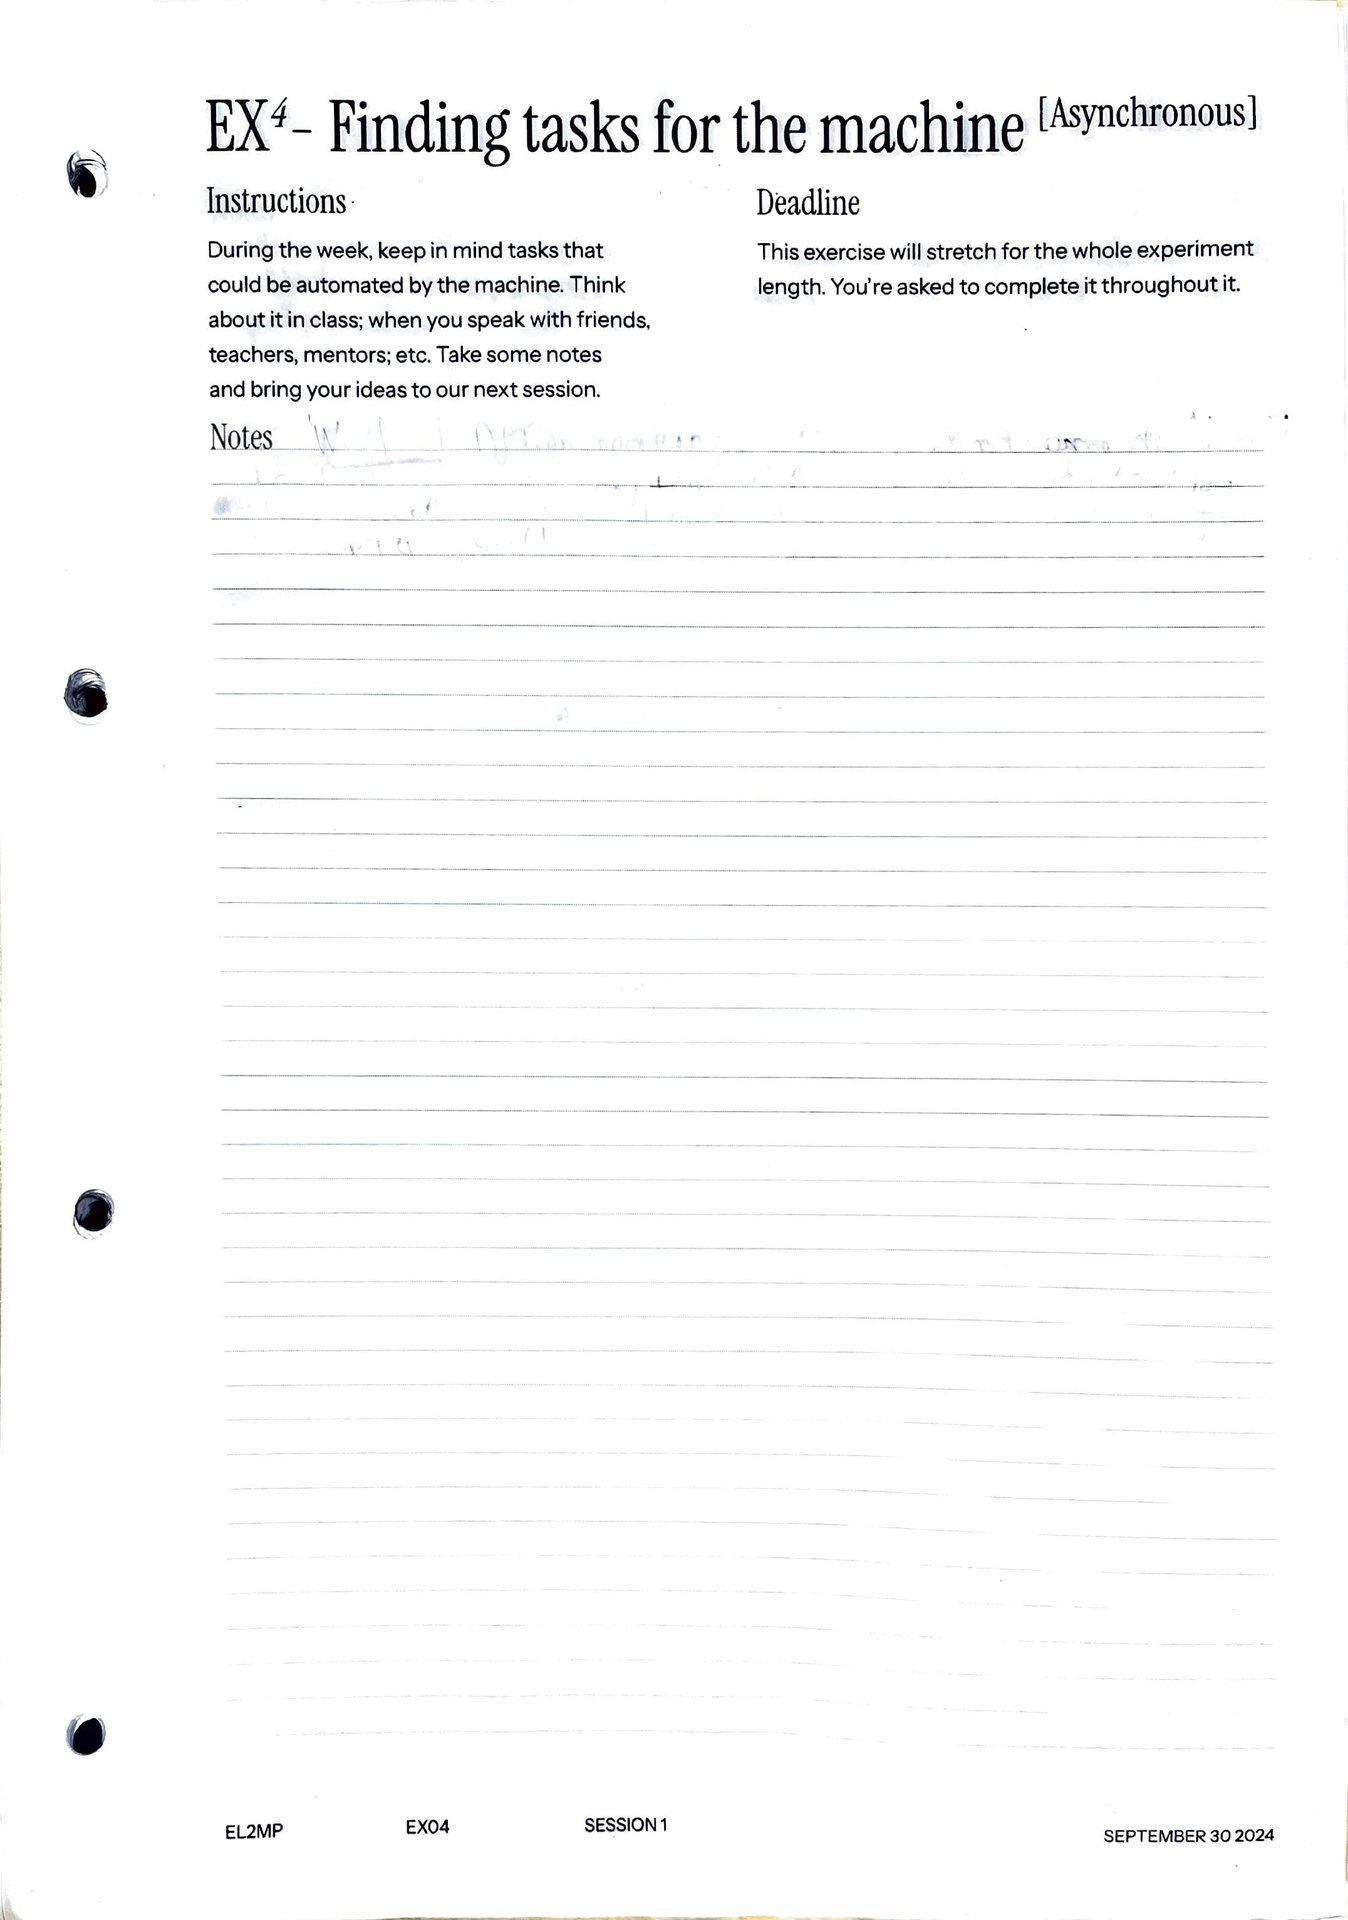 EX⁴– Finding tasks for the machine [Asynchronous]
Instructions
During the week, keep in mind tasks that
could be automated by the machine. Think
about it in class; when you speak with friends,
teachers, mentors; etc. Take some notes
and bring your ideas to our next session.
Deadline
This exercise will stretch for the whole experiment
length. You're asked to complete it throughout it.
Notes
EL2MP
EX04
SESSION 1
SEPTEMBER 30 2024